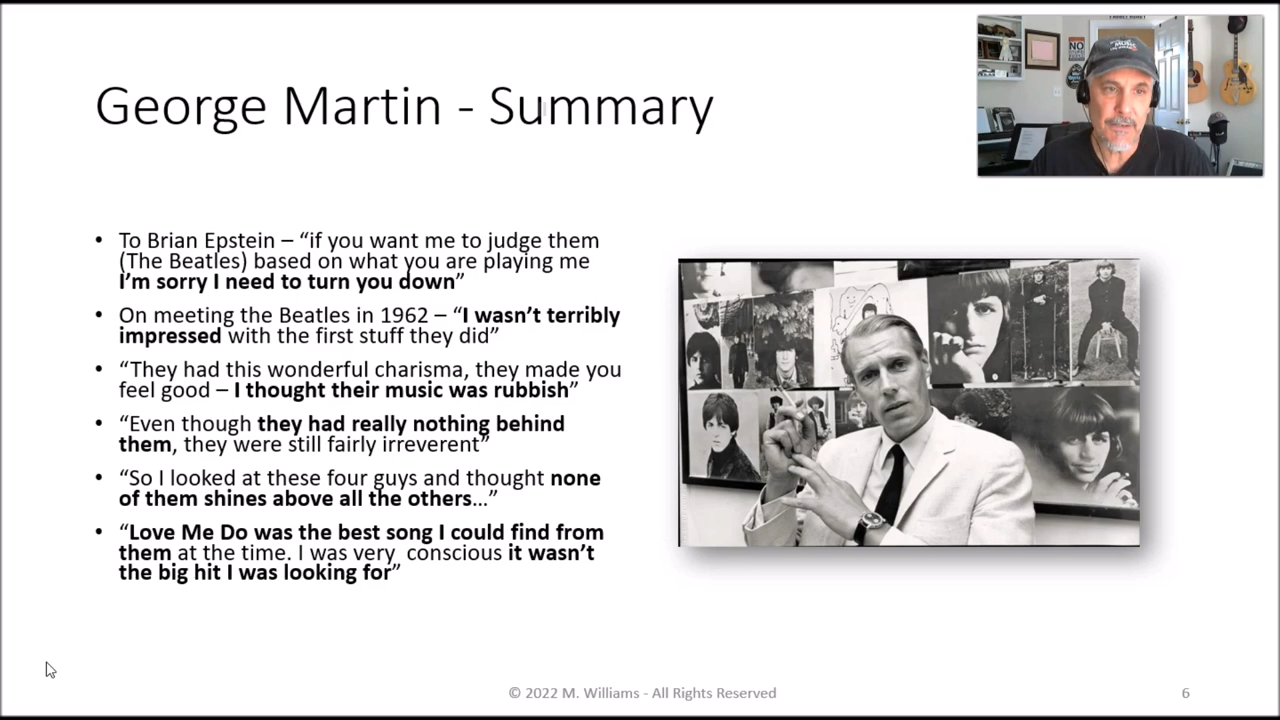 George Martin - Summary
NO
• To Brian Epstein – “if you want me to judge them
(The Beatles) based on what you are playing me
I’m sorry I need to turn you down”
• On meeting the Beatles in 1962 – “I wasn’t terribly
impressed with the first stuff they did”
• “They had this wonderful charisma, they made you
feel good – I thought their music was rubbish”
• “Even though they had really nothing behind
them, they were still fairly irreverent”
• “So I looked at these four guys and thought none
of them shines above all the others…”
• “Love Me Do was the best song I could find from
them at the time. I was very conscious it wasn’t
the big hit I was looking for”
© 2022 M. Williams - All Rights Reserved
6